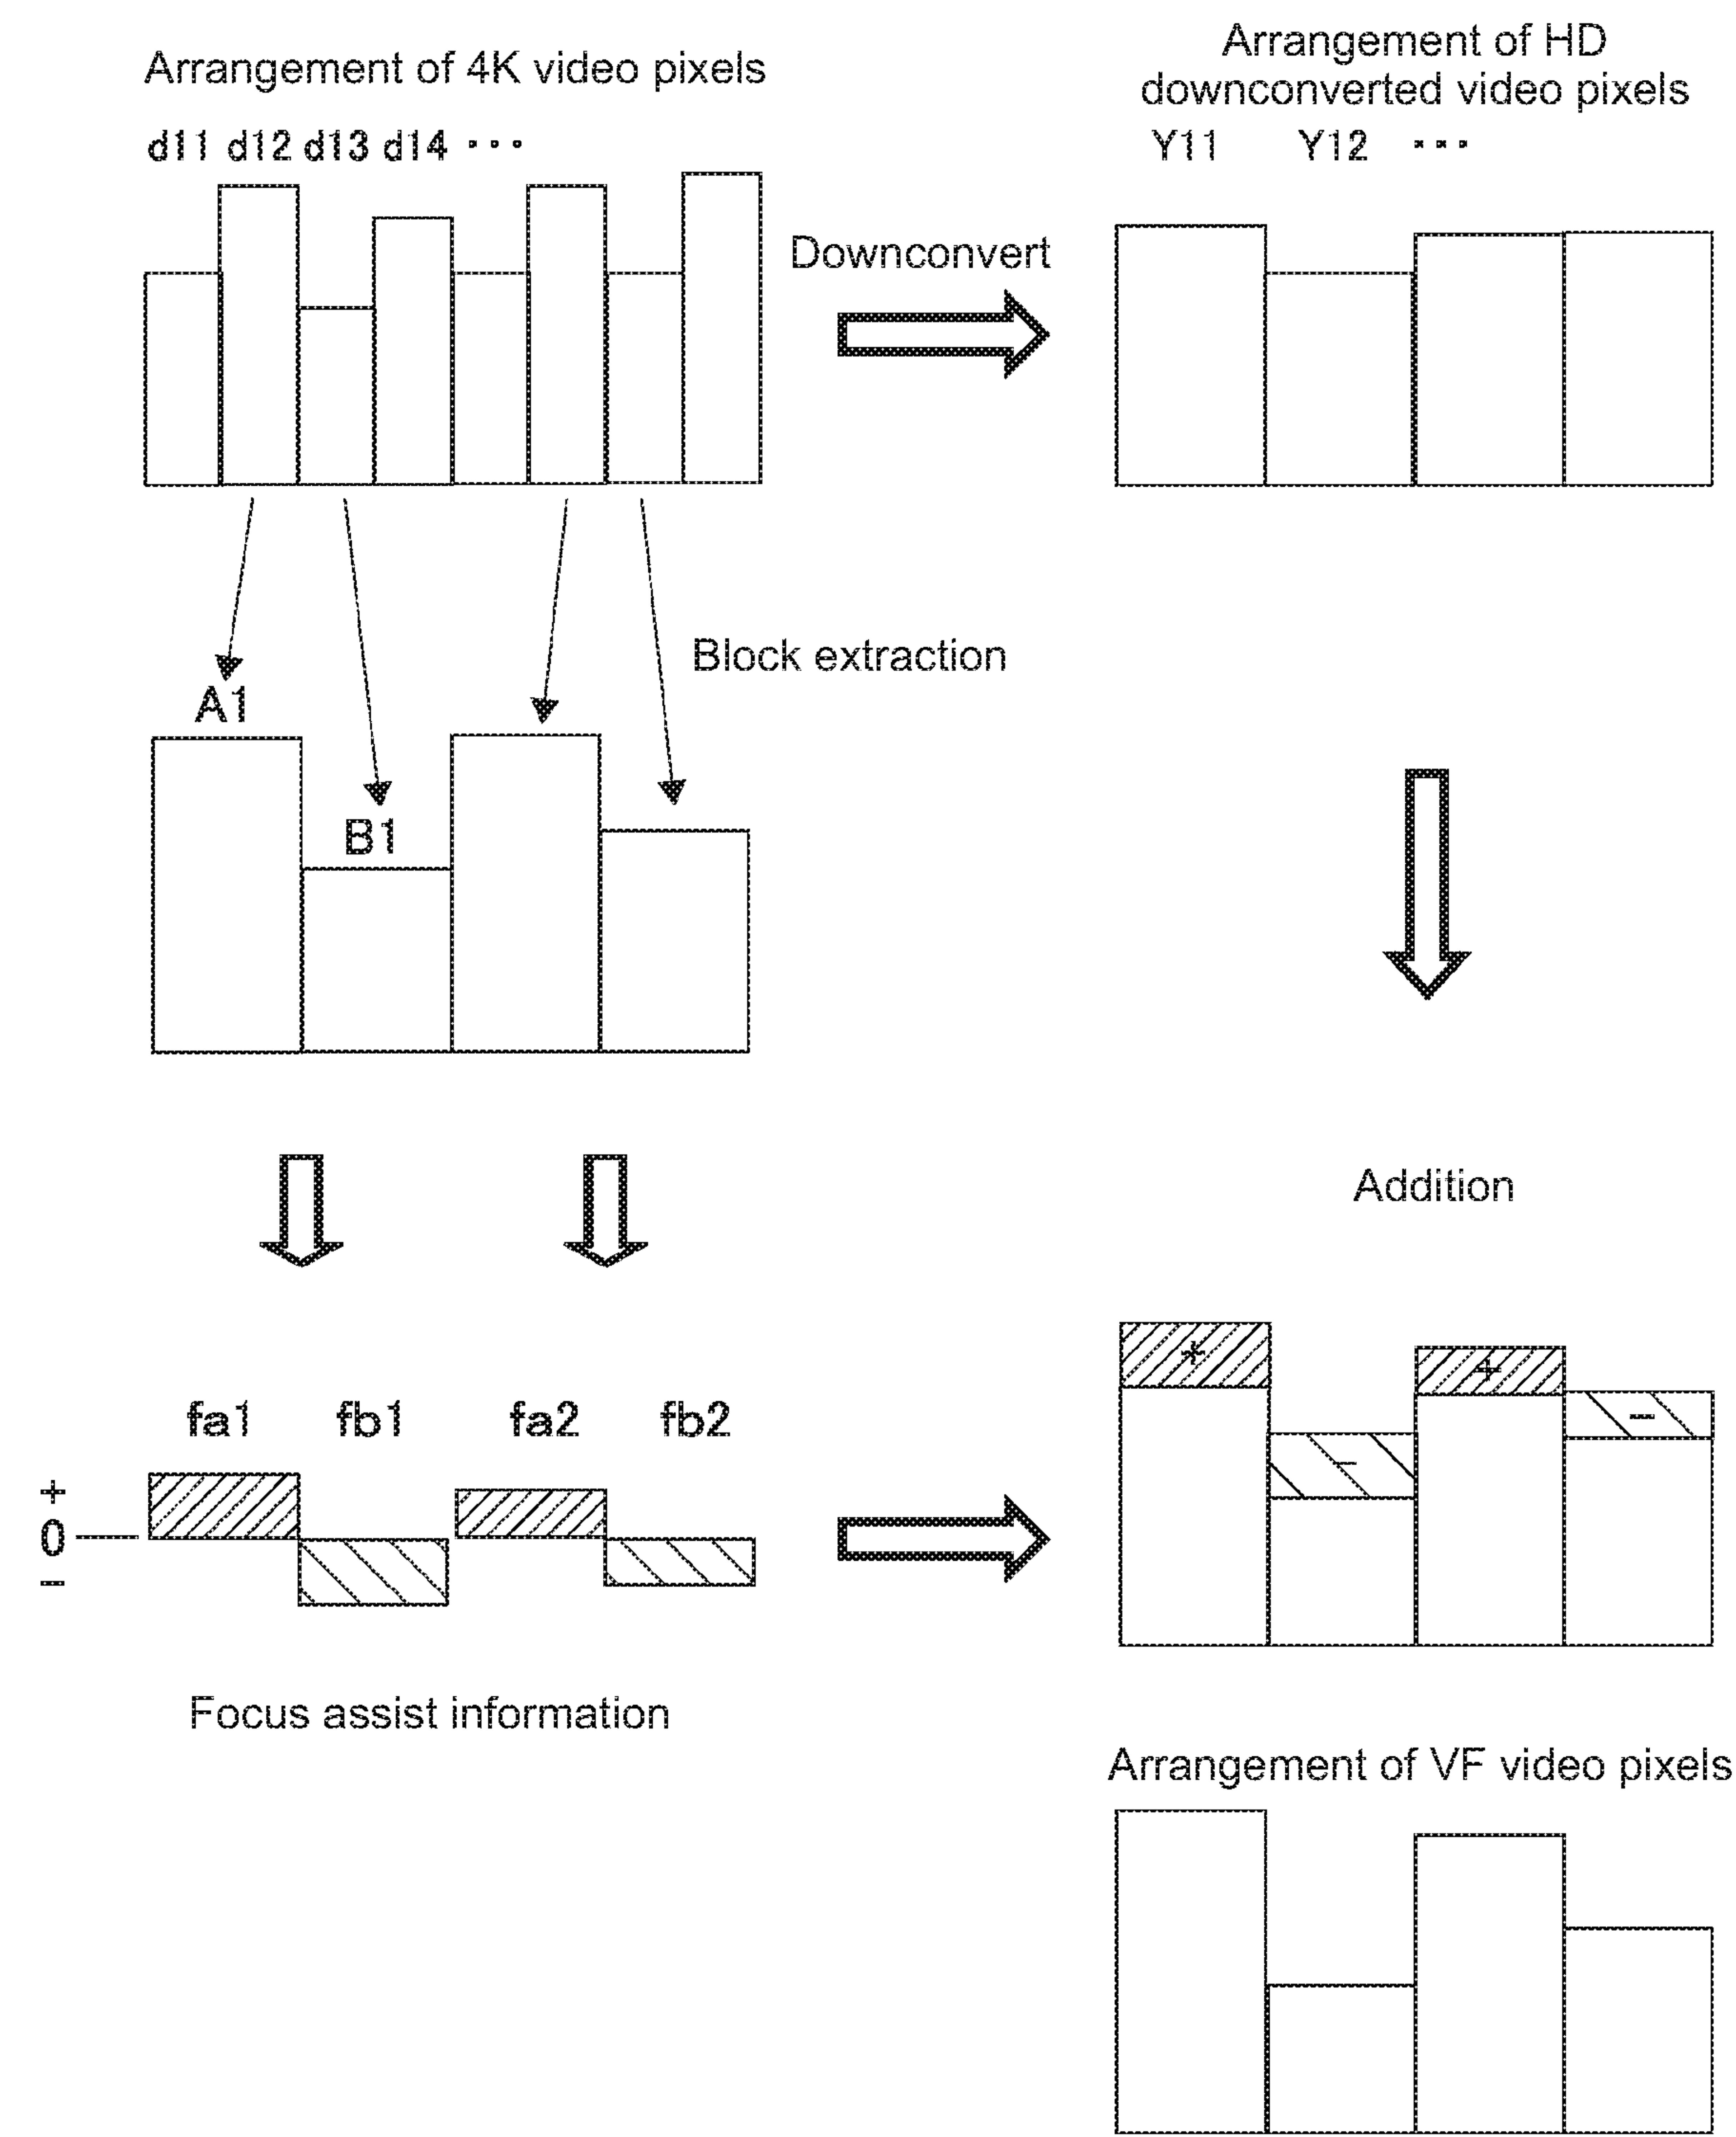 Arrangement of 4K video pixels
d11 d12 d13 d14 ・・・
Arrangement of HD
downconverted video pixels
Y11 Y12 ・・・
Downconvert
Block extraction
A1
B1
Addition
fa1 fb1 fa2 fb2
+
0
−
+
−
+
−
Focus assist information
Arrangement of VF video pixels